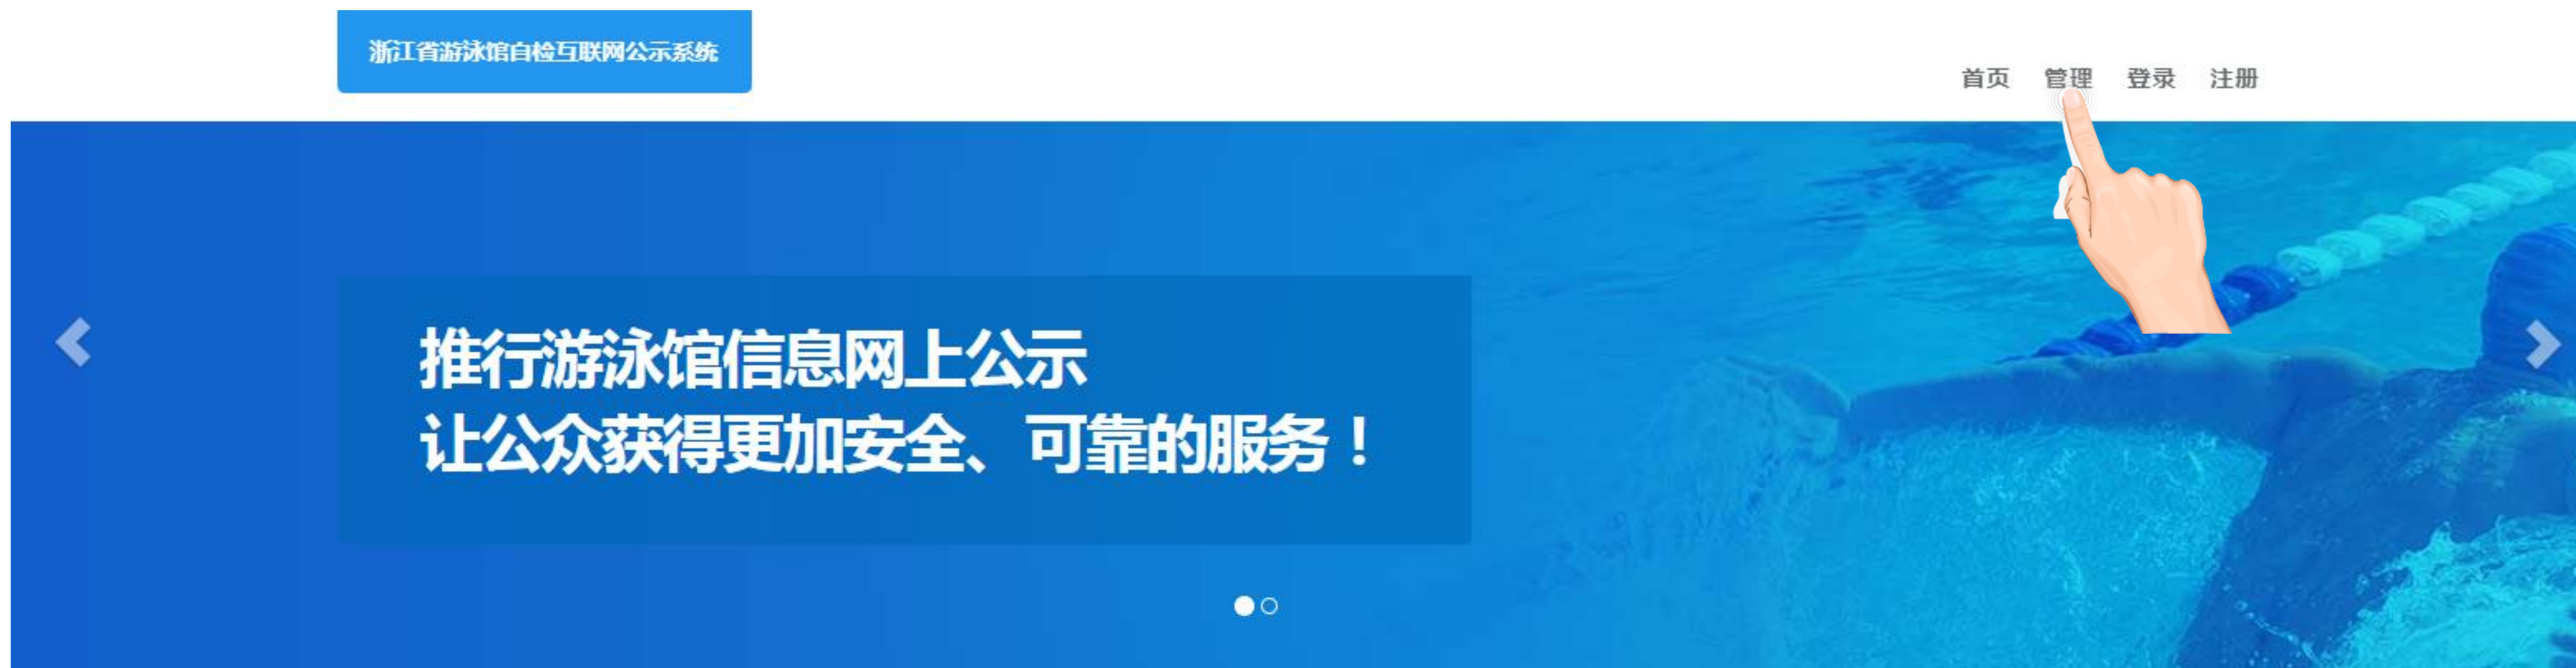 浙江省游泳馆自检互联网公示系统
首页 管理 登录 注册
推行游泳馆信息网上公示
让公众获得更加安全、可靠的服务！